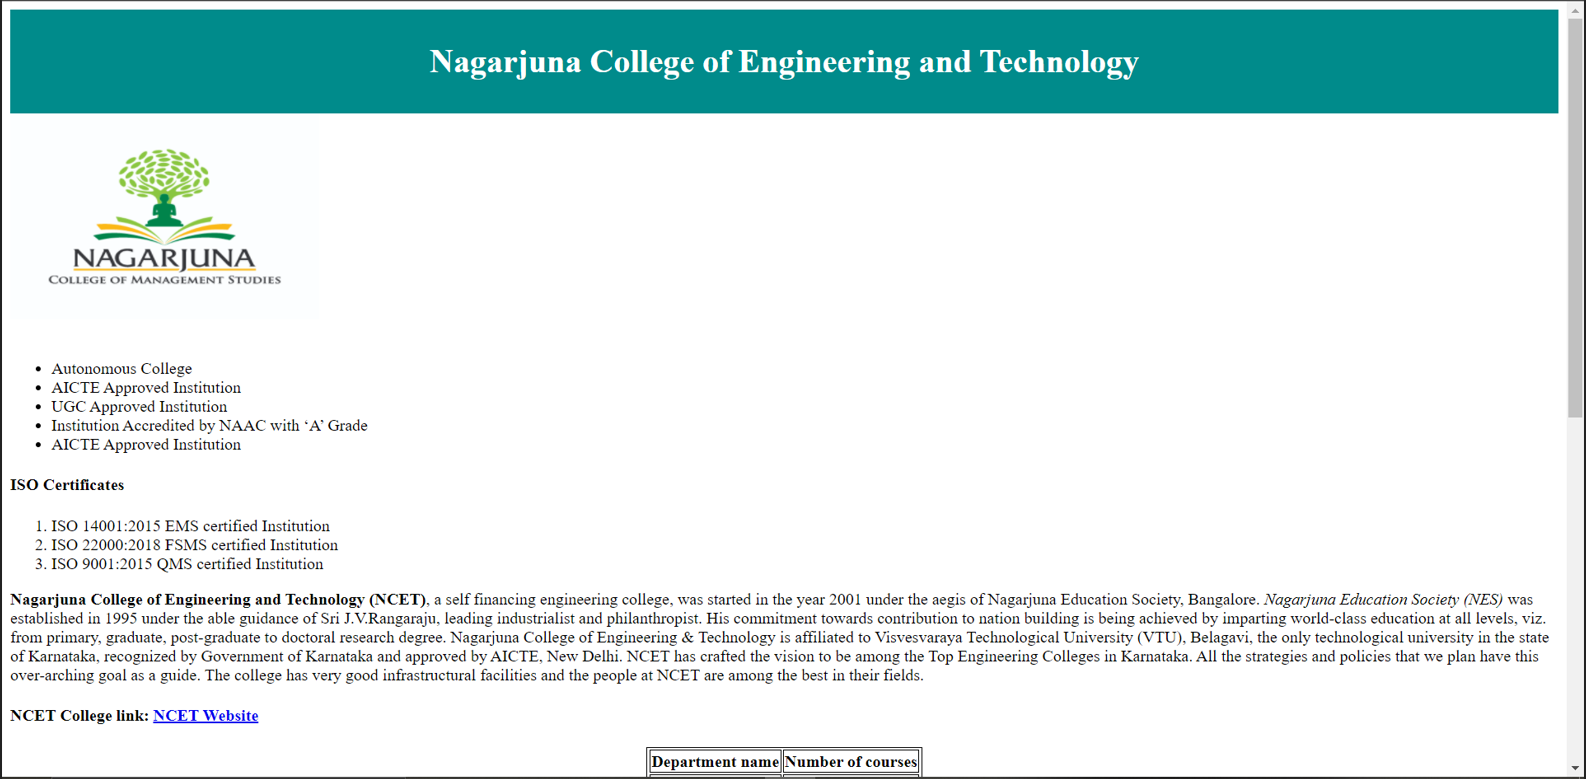 Nagarjuna College of Engineering and Technology
NAGARJUNA
COLLEGE OF MANAGEMENT STUDIES
• Autonomous College
• AICTE Approved Institution
• UGC Approved Institution
• Institution Accredited by NAAC with ‘A’ Grade
• AICTE Approved Institution
ISO Certificates
1. ISO 14001:2015 EMS certified Institution
2. ISO 22000:2018 FSMS certified Institution
3. ISO 9001:2015 QMS certified Institution
Nagarjuna College of Engineering and Technology (NCET), a self financing engineering college, was started in the year 2001 under the aegis of Nagarjuna Education Society, Bangalore. Nagarjuna Education Society (NES) was
established in 1995 under the able guidance of Sri J.V.Rangaraju, leading industrialist and philanthropist. His commitment towards contribution to nation building is being achieved by imparting world-class education at all levels, viz.
from primary, graduate, post-graduate to doctoral research degree. Nagarjuna College of Engineering & Technology is affiliated to Visvesvaraya Technological University (VTU), Belagavi, the only technological university in the state
of Karnataka, recognized by Government of Karnataka and approved by AICTE, New Delhi. NCET has crafted the vision to be among the Top Engineering Colleges in Karnataka. All the strategies and policies that we plan have this
over-arching goal as a guide. The college has very good infrastructural facilities and the people at NCET are among the best in their fields.
NCET College link: NCET Website
Department name Number of courses